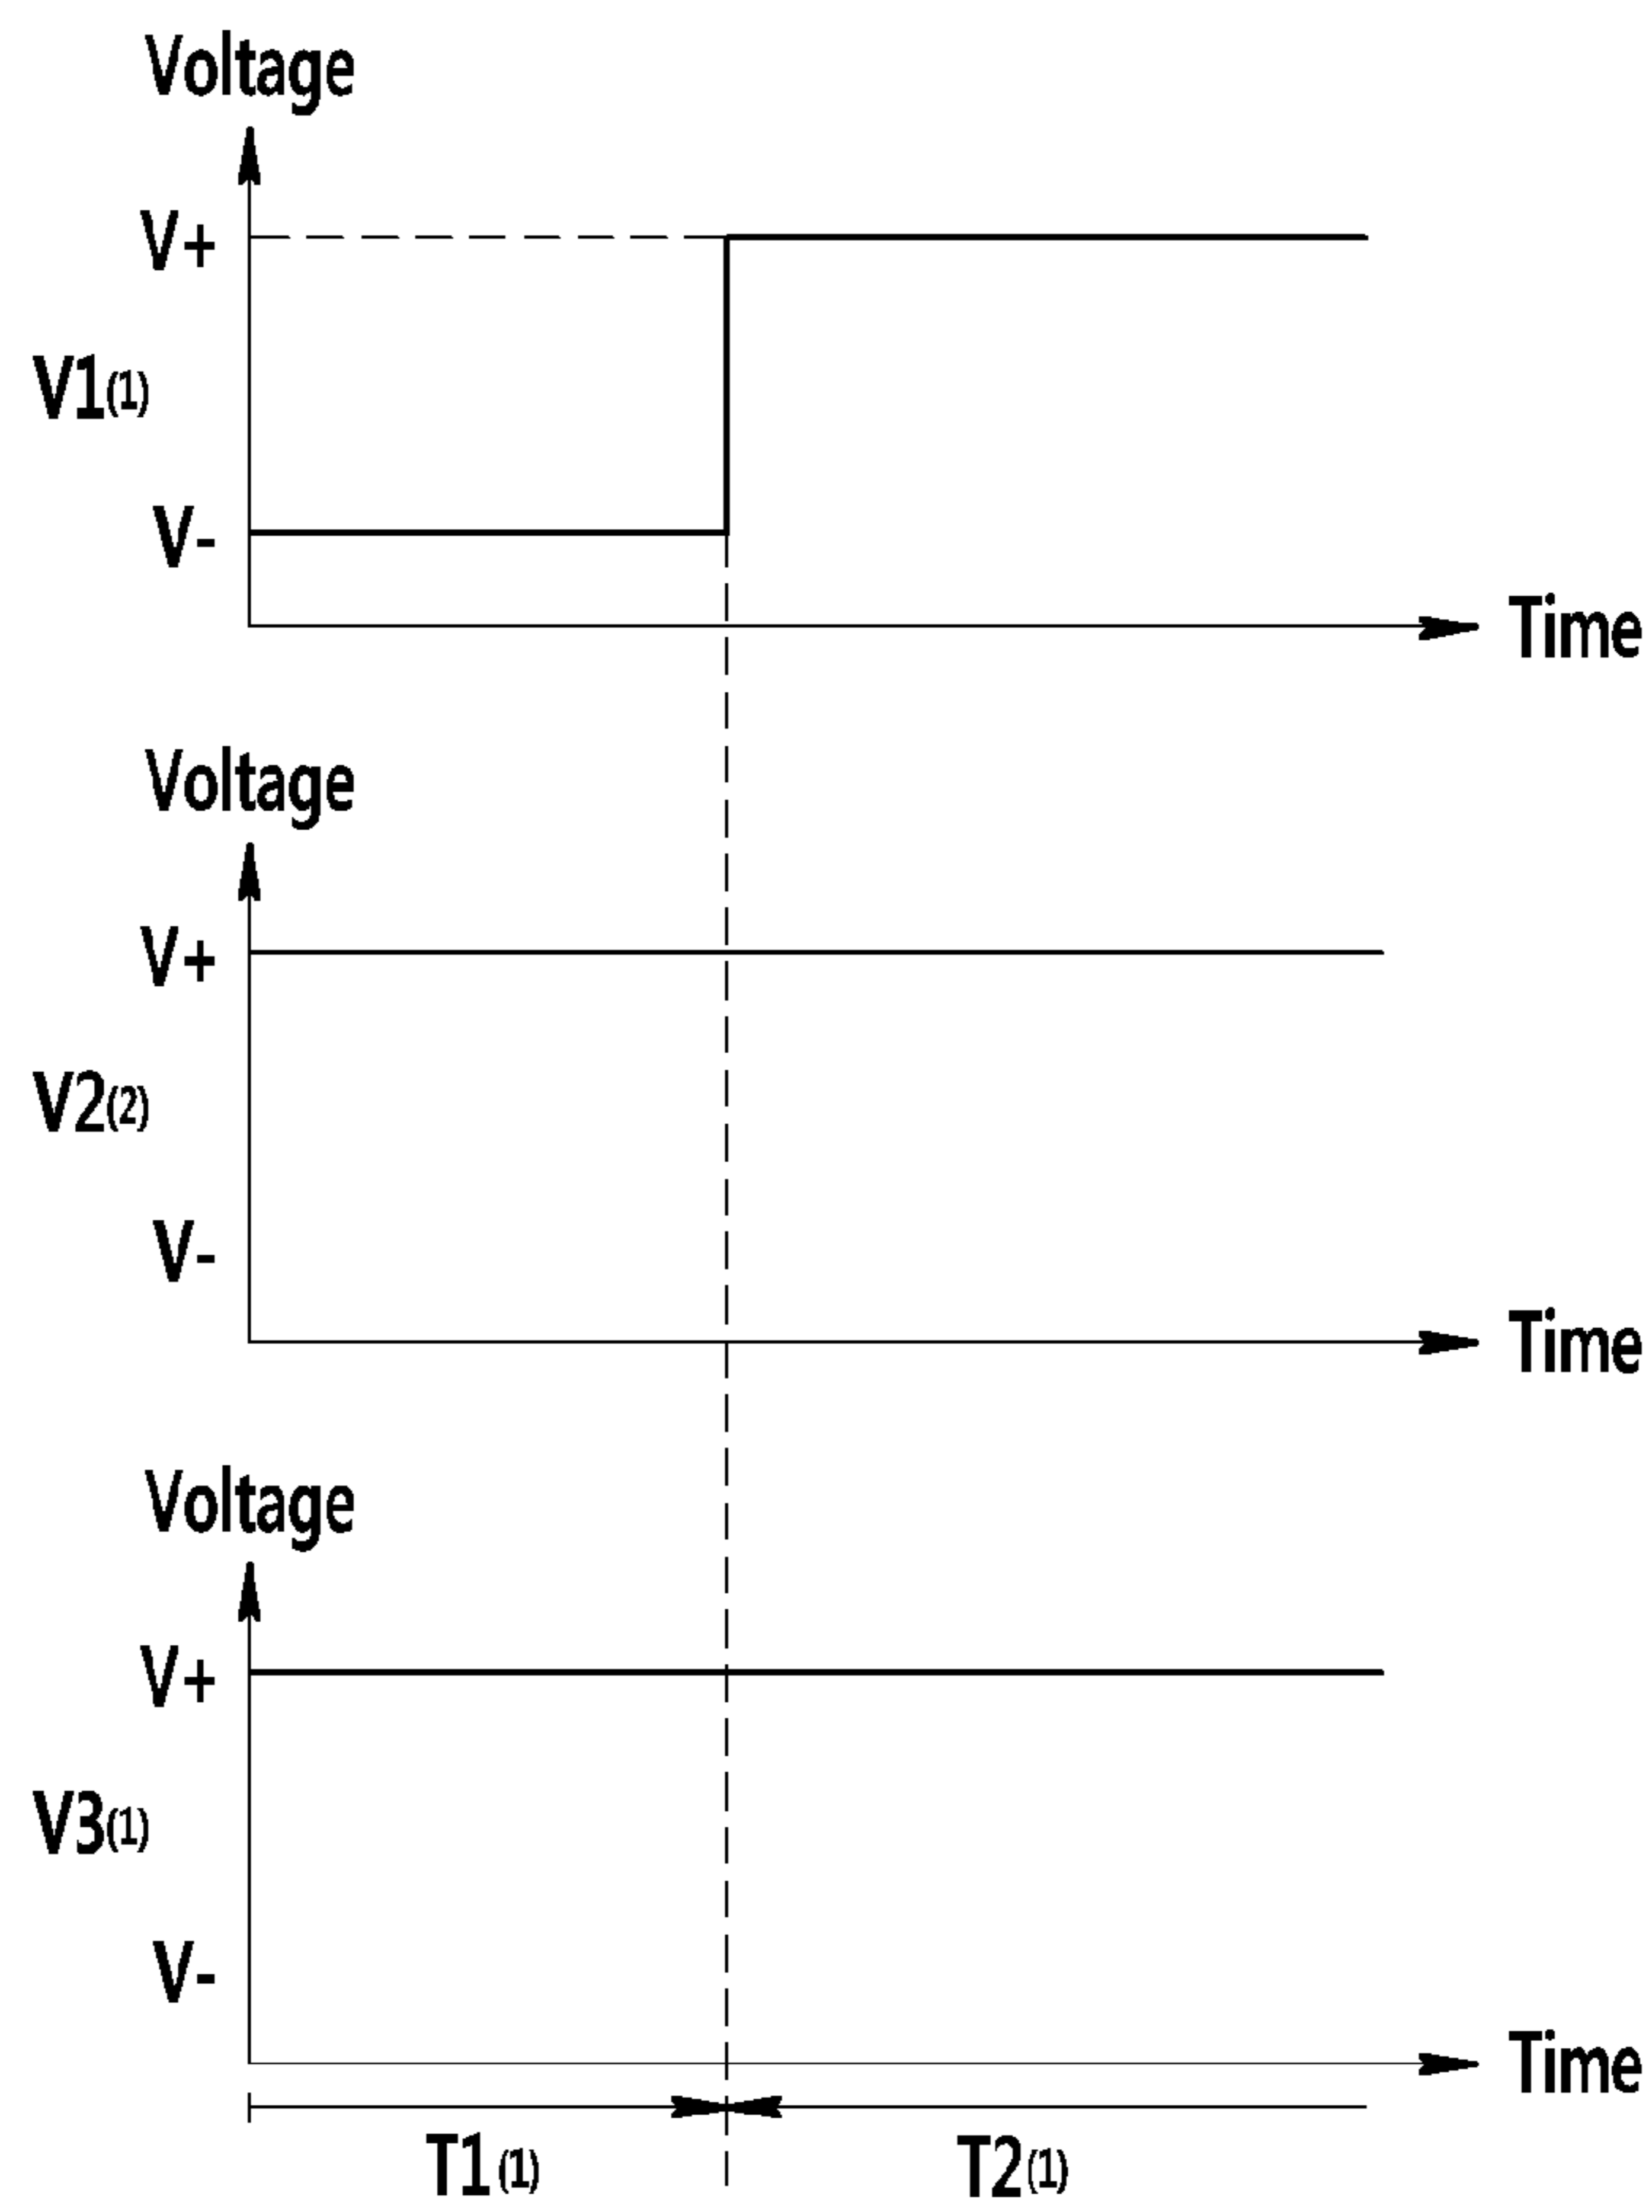 Voltage
V+
V1(1)
V-
Time
Voltage
V+
V2(2)
V-
Time
Voltage
V+
V3(1)
V-
Time
T1(1) T2(1)